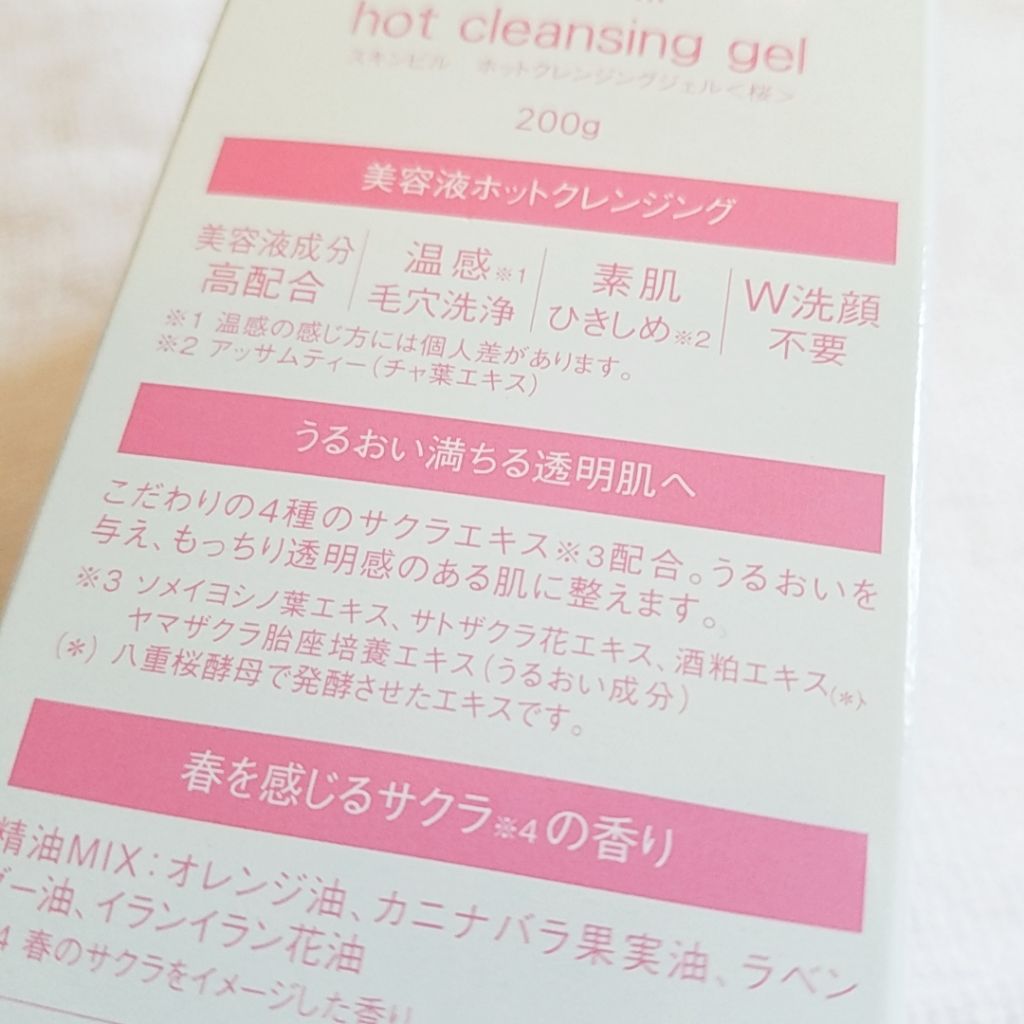 hot cleansing gel
スキンビル ホットクレンジングジェル<桜>
200g
美容液ホットクレンジング
美容液成分
高配合
温感※1
毛穴洗浄
素肌
ひきしめ※2
W洗顔
不要
※1 温感の感じ方には個人差があります。
※2 アッサムティー(チャ葉エキス)
うるおい満ちる透明肌へ
こだわりの4種のサクラエキス※3配合。うるおいを
与え、もっちり透明感のある肌に整えます。
※3 ソメイヨシノ葉エキス、サトザクラ花エキス、酒粕エキス(*)、
ヤマザクラ胎座培養エキス(うるおい成分)
(*) 八重桜酵母で発酵させたエキスです。
春を感じるサクラ※4の香り
精油MIX:オレンジ油、カニナバラ果実油、ラベン
ダー油、イランイラン花油
4 春のサクラをイメージした香り